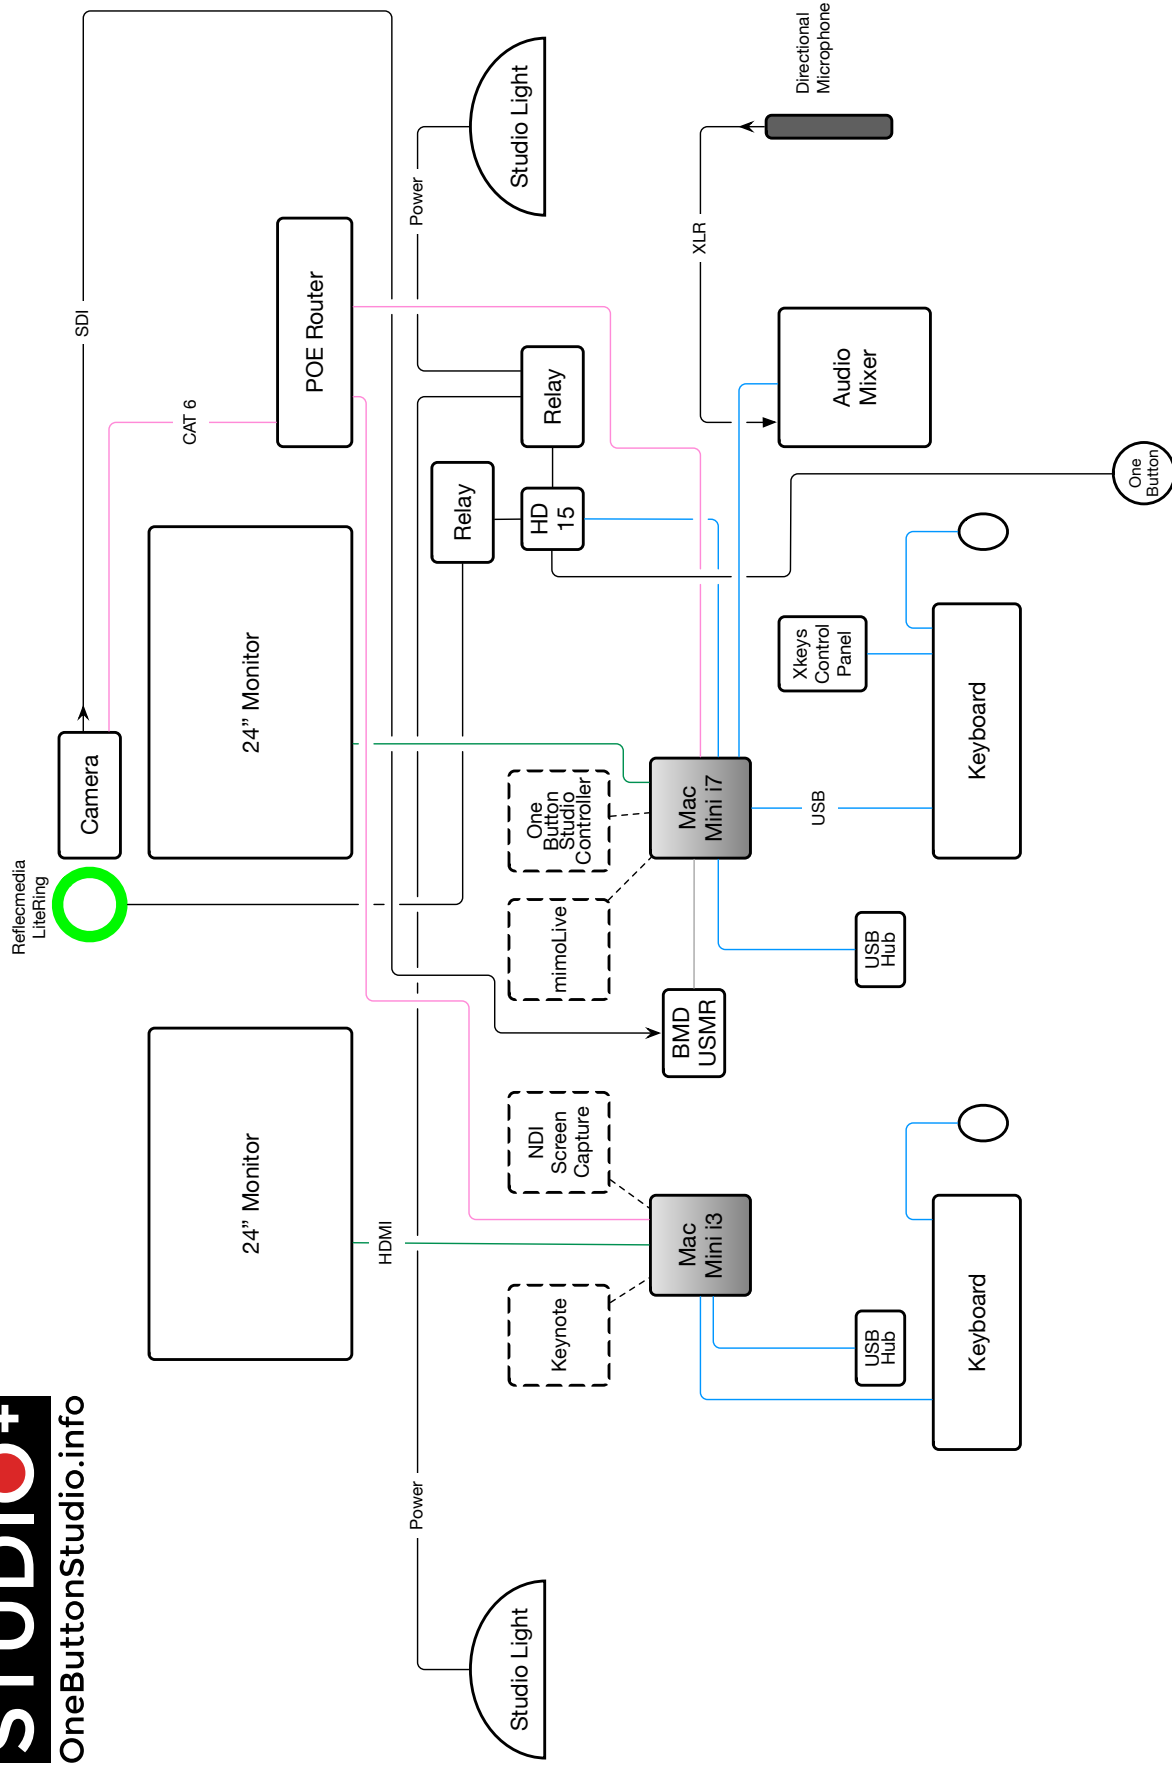 STUDIO+
OneButtonStudio.info
Reflecmedia
LiteRing
Camera
SDI
CAT 6
24” Monitor
24” Monitor
POE Router
HDMI
Power
Power
Studio Light
Studio Light
Relay
Relay
HD
15
Keynote
NDI
Screen
Capture
mimoLive
One
Button
Studio
Controller
Mac
Mini i3
BMD
USMR
Mac
Mini i7
XLR
Directional
Microphone
USB
Xkeys
Control
Panel
Audio
Mixer
USB
Hub
USB
Hub
Keyboard
Keyboard
One
Button